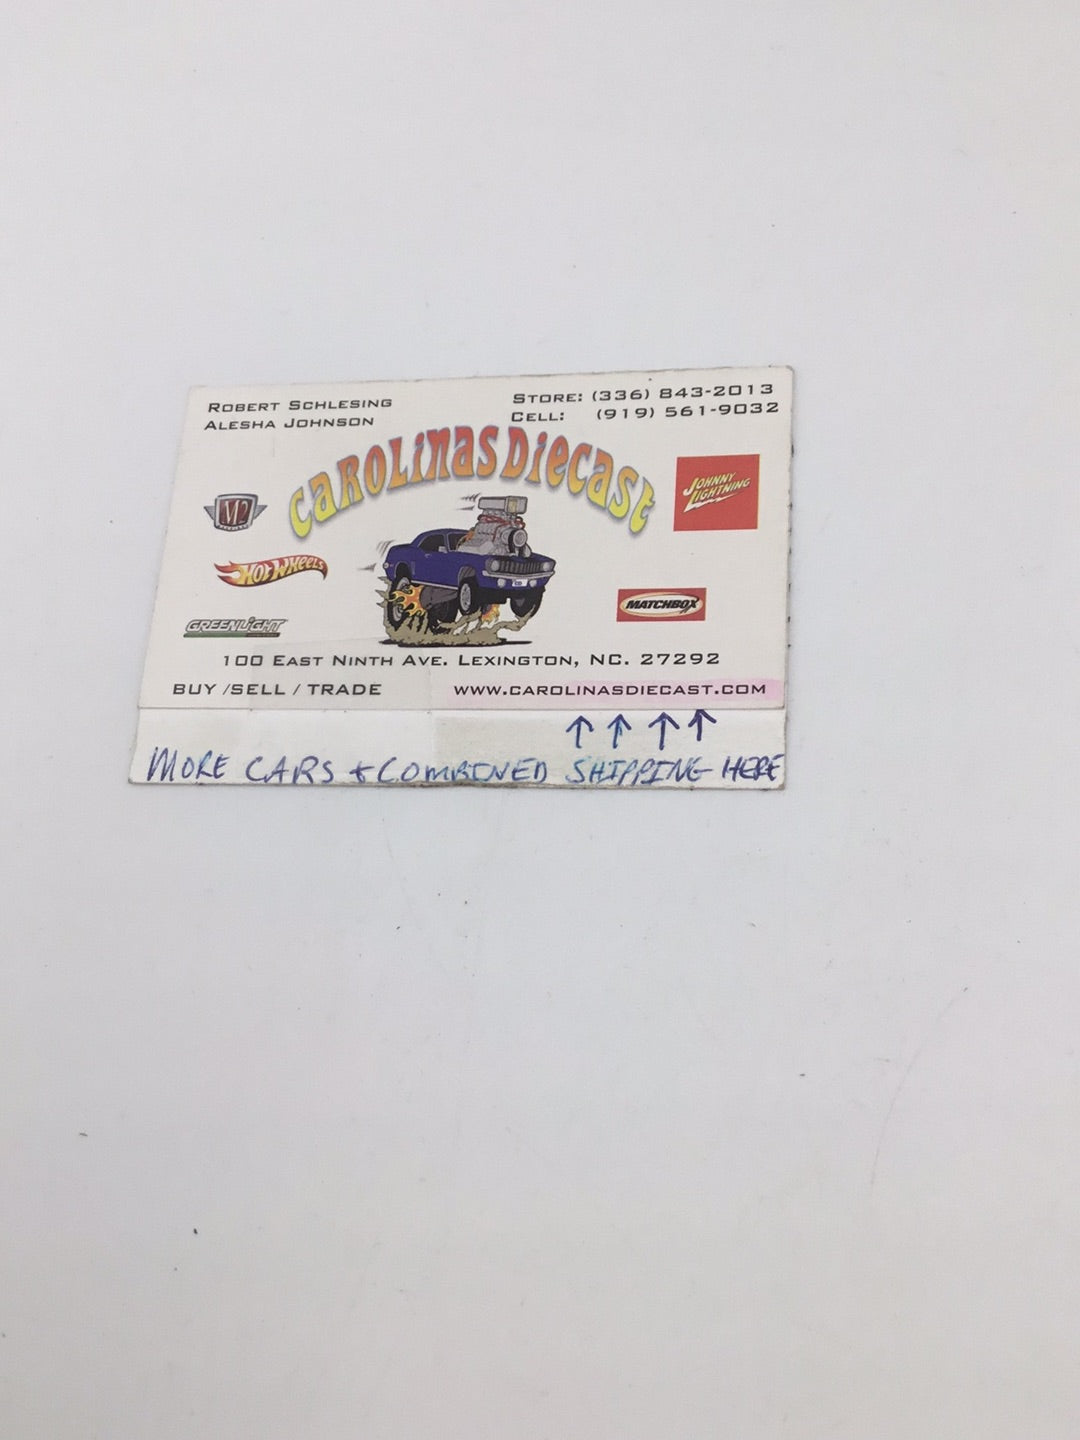 ROBERT SCHLESING
ALESHA JOHNSON
STORE: (336) 843-2013
CELL: (919) 561-9032
CAROLINAS DIECAST
M2
JOHNNY LIGHTNING
HOT WHEELS
MATCHBOX
GREENLIGHT
100 EAST NINTH AVE. LEXINGTON, NC. 27292
BUY /SELL / TRADE
WWW.CAROLINASDIECAST.COM
↑ ↑ ↑ ↑
MORE CARS + COMBINED SHIPPING HERE